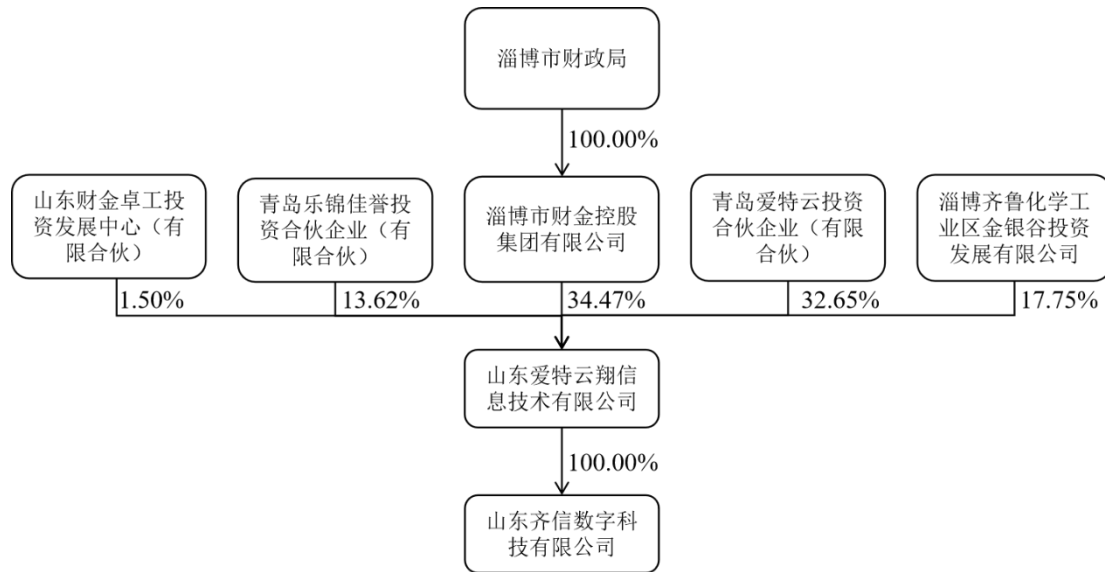 淄博市财政局
100.00%
山东财金卓工投
资发展中心（有
限合伙）
青岛乐锦佳誉投
资合伙企业（有
限合伙）
淄博市财金控股
集团有限公司
青岛爱特云投资
合伙企业（有限
合伙）
淄博齐鲁化学工
业区金银谷投资
发展有限公司
1.50%
13.62%
34.47%
32.65%
17.75%
山东爱特云翔信
息技术有限公司
100.00%
山东齐信数字科
技有限公司